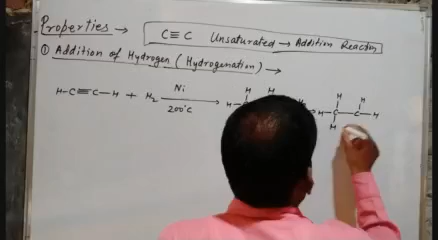 Properties →
C≡C Unsaturated → Addition Reaction
① Addition of Hydrogen (Hydrogenation) →
H H H H
H-C≡C-H + H₂ Ni → H- H-C-C-H
200°C
H